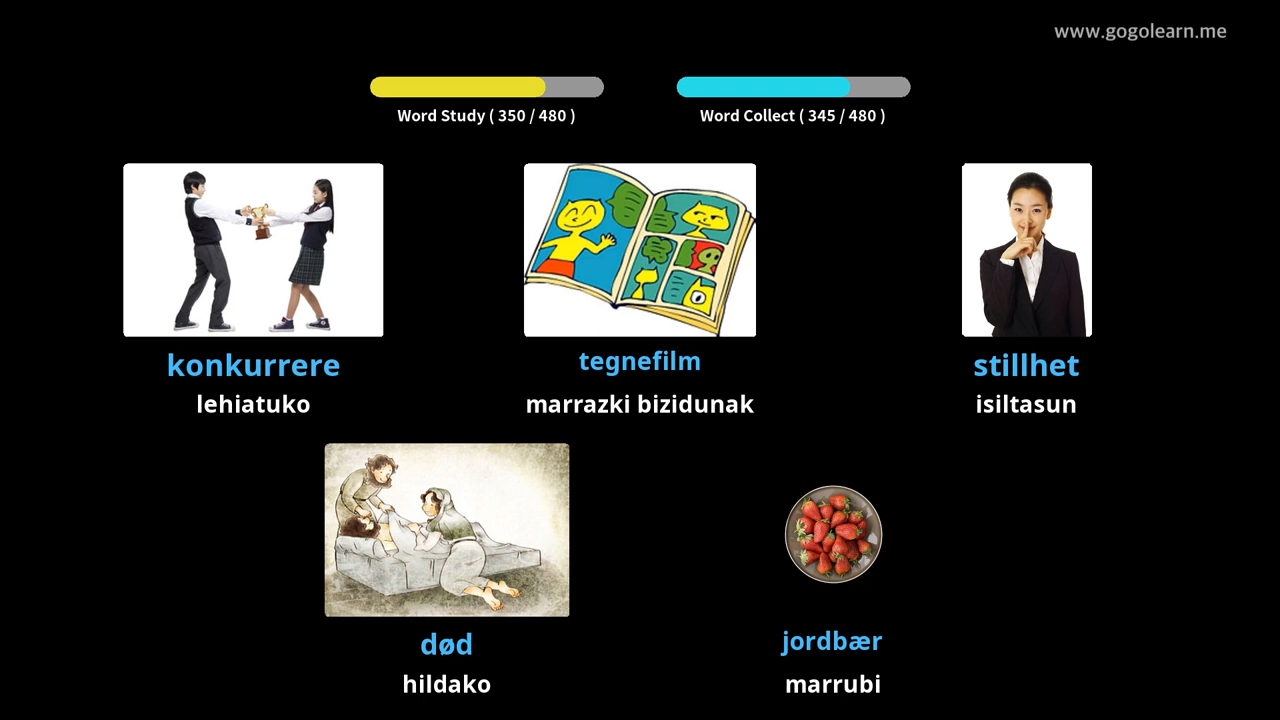 www.gogolearn.me
Word Study ( 350 / 480 )
Word Collect ( 345 / 480 )
konkurrere
lehiatuko
tegnefilm
marrazki bizidunak
stillhet
isiltasun
død
hildako
jordbær
marrubi